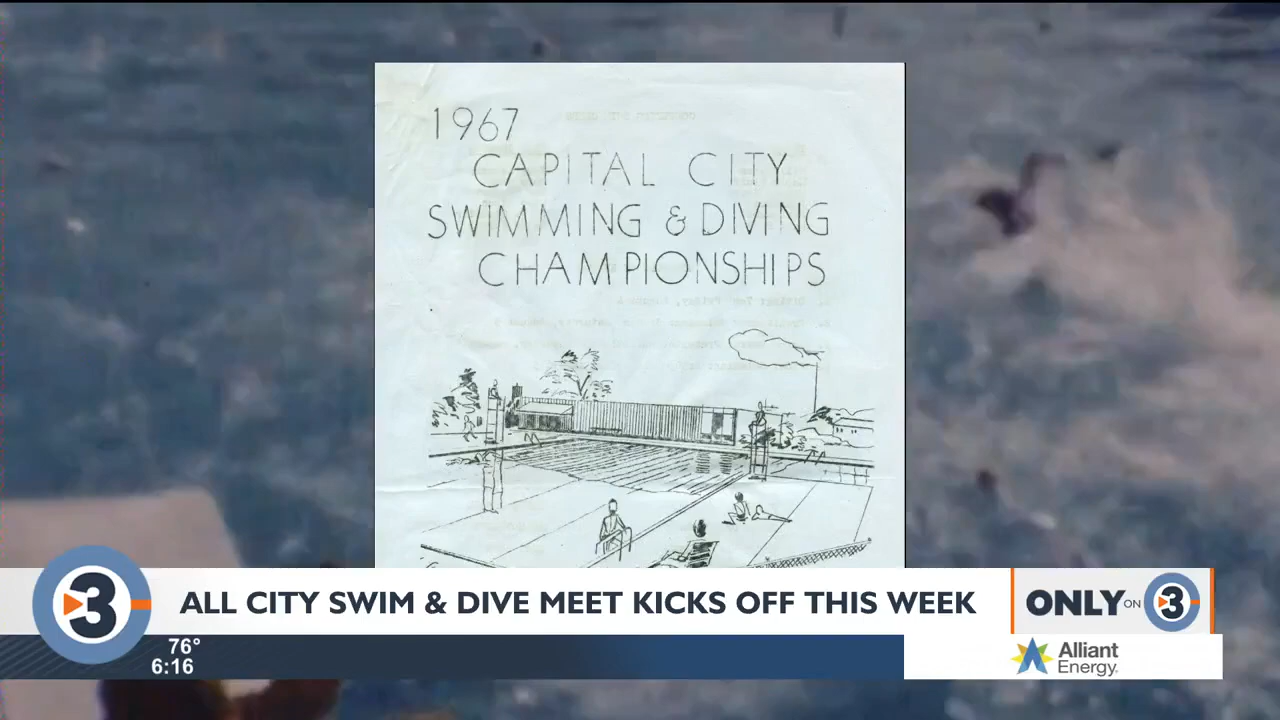 1967
CAPITAL CITY
SWIMMING & DIVING
CHAMPIONSHIPS
3
ALL CITY SWIM & DIVE MEET KICKS OFF THIS WEEK
ONLY ON 3
76°
6:16
Alliant
Energy